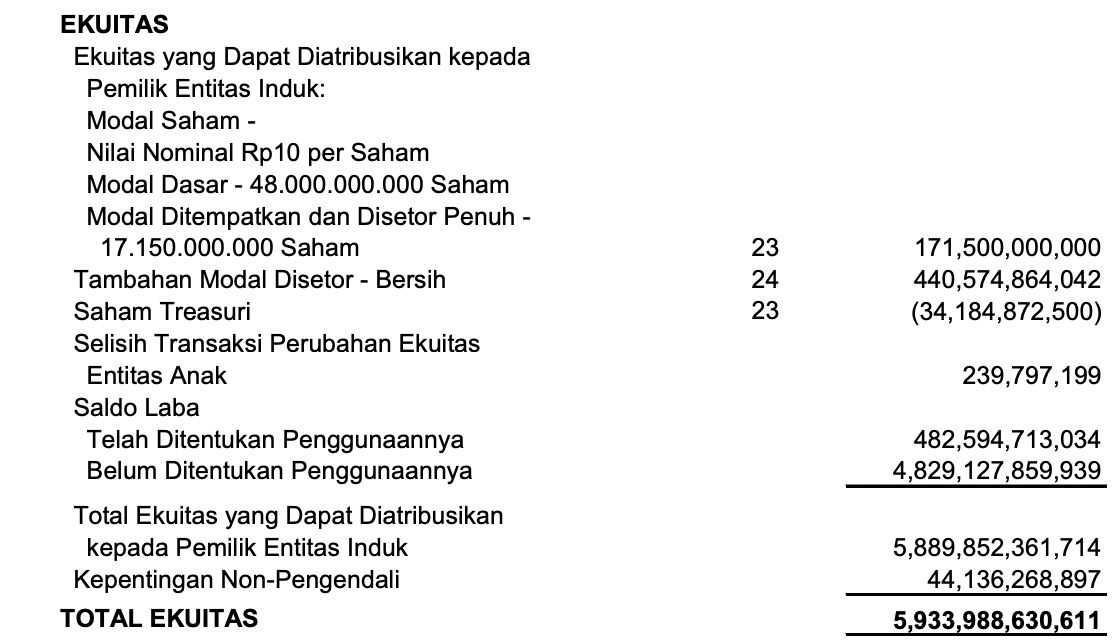 EKUITAS
Ekuitas yang Dapat Diatribusikan kepada
Pemilik Entitas Induk:
Modal Saham -
Nilai Nominal Rp10 per Saham
Modal Dasar - 48.000.000.000 Saham
Modal Ditempatkan dan Disetor Penuh -
17.150.000.000 Saham 23 171,500,000,000
Tambahan Modal Disetor - Bersih 24 440,574,864,042
Saham Treasuri 23 (34,184,872,500)
Selisih Transaksi Perubahan Ekuitas
Entitas Anak 239,797,199
Saldo Laba
Telah Ditentukan Penggunaannya 482,594,713,034
Belum Ditentukan Penggunaannya 4,829,127,859,939
Total Ekuitas yang Dapat Diatribusikan
kepada Pemilik Entitas Induk 5,889,852,361,714
Kepentingan Non-Pengendali 44,136,268,897
TOTAL EKUITAS 5,933,988,630,611